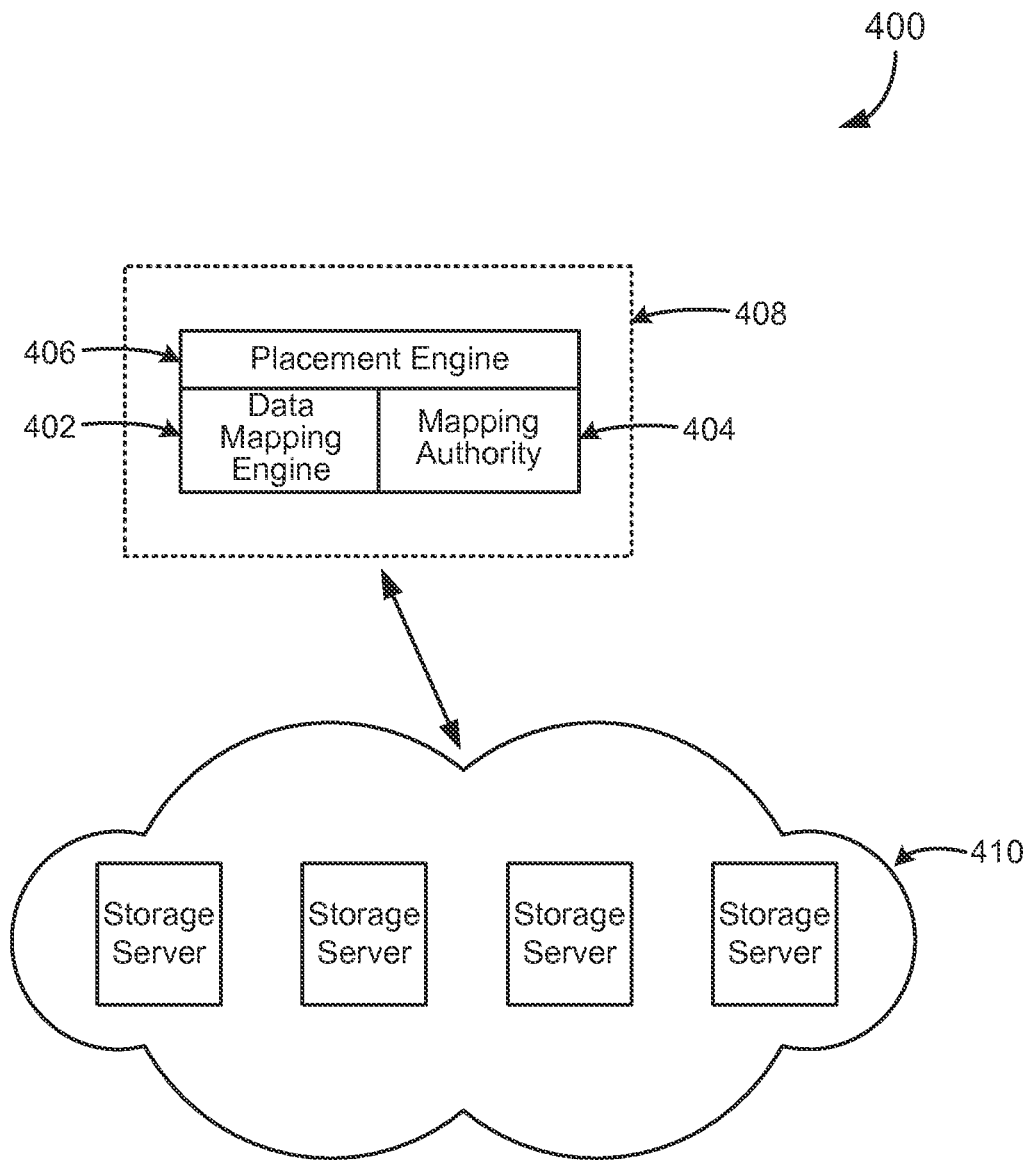 400
408
406
Placement Engine
402
Data
Mapping
Engine
Mapping
Authority
404
410
Storage
Server
Storage
Server
Storage
Server
Storage
Server